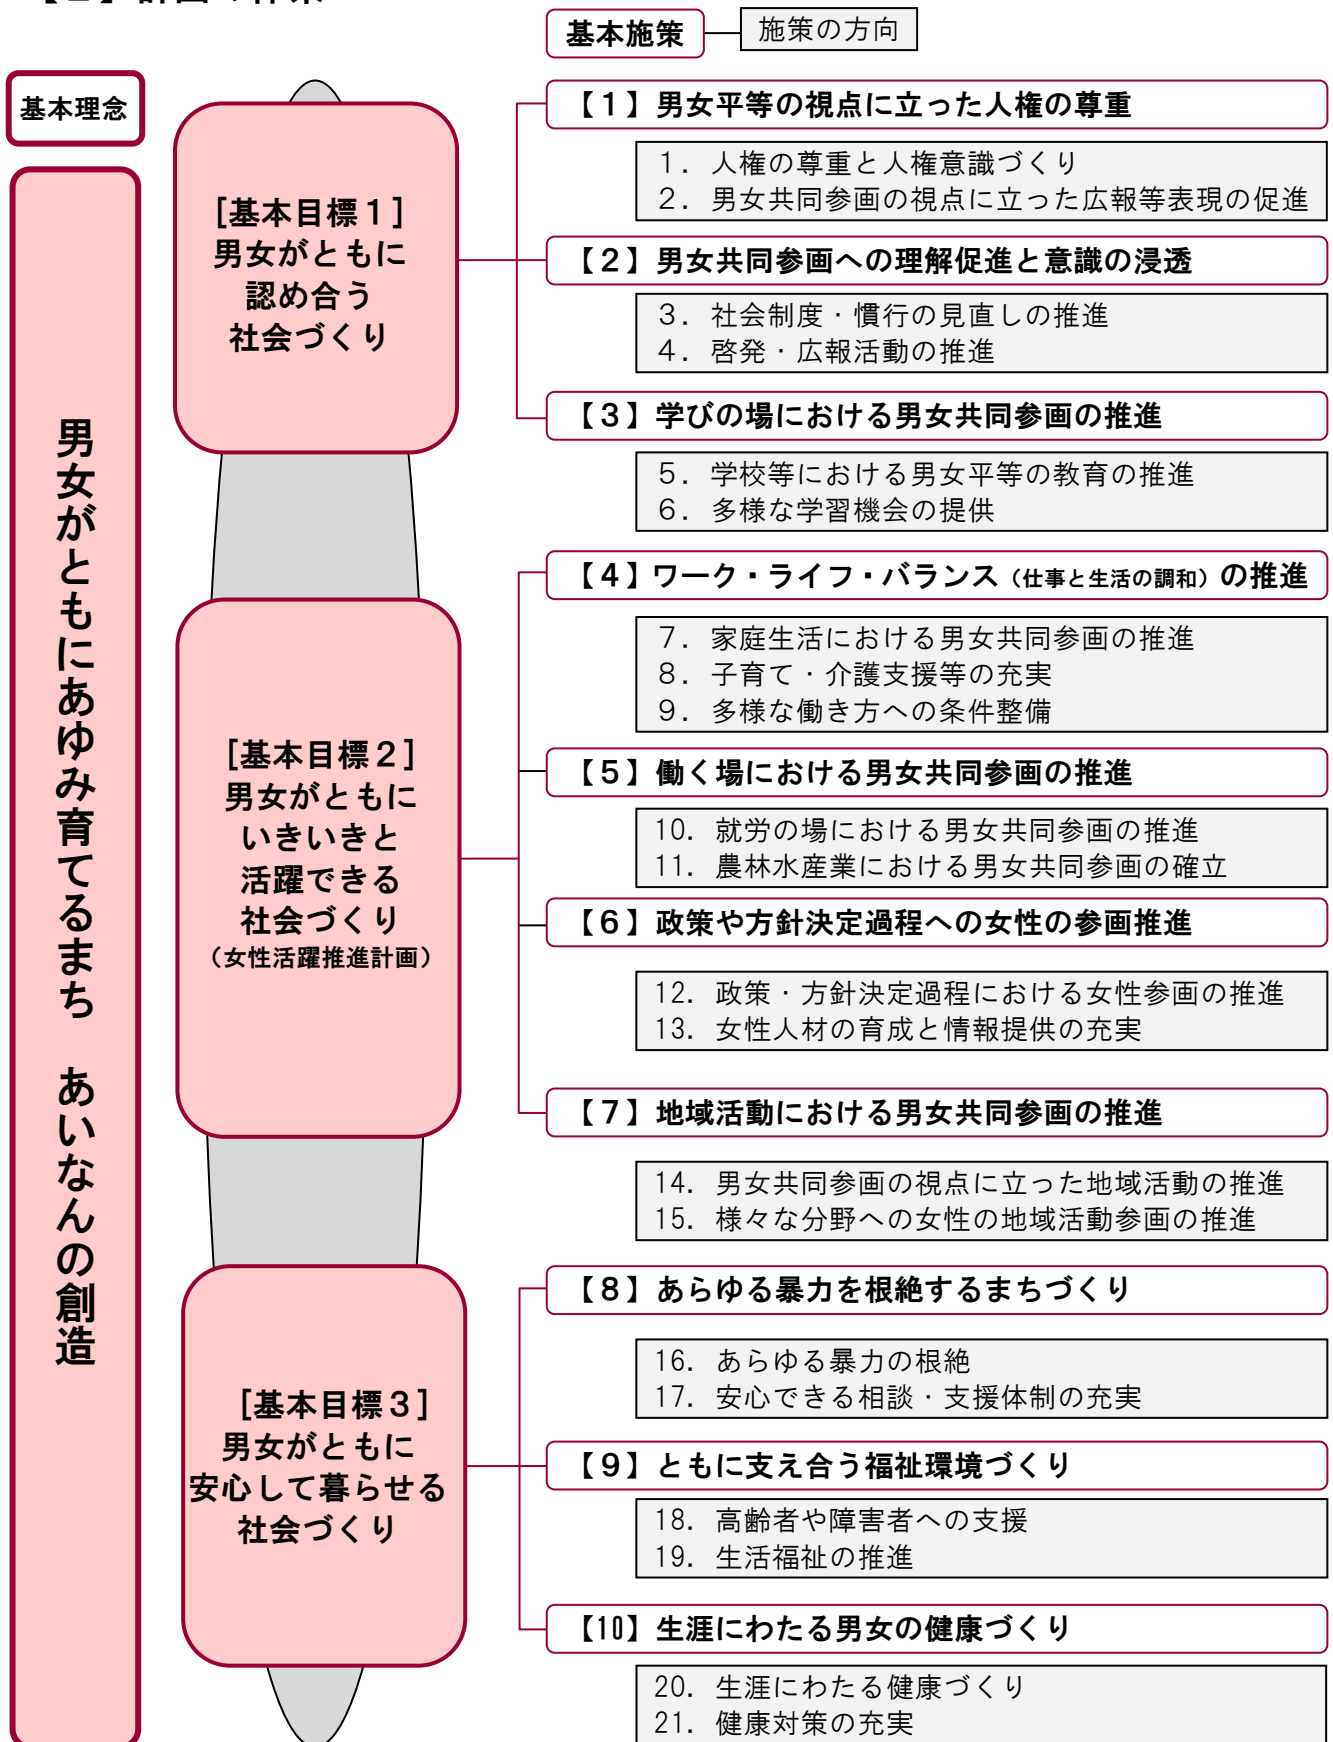 基本施策
施策の方向
基本理念
男女がともにあゆみ育てるまち　あいなんの創造
[基本目標１]
男女がともに
認め合う
社会づくり
【１】男女平等の視点に立った人権の尊重
１．人権の尊重と人権意識づくり
２．男女共同参画の視点に立った広報等表現の促進
【２】男女共同参画への理解促進と意識の浸透
３．社会制度・慣行の見直しの推進
４．啓発・広報活動の推進
【３】学びの場における男女共同参画の推進
５．学校等における男女平等の教育の推進
６．多様な学習機会の提供
[基本目標２]
男女がともに
いきいきと
活躍できる
社会づくり
（女性活躍推進計画）
【４】ワーク・ライフ・バランス（仕事と生活の調和）の推進
７．家庭生活における男女共同参画の推進
８．子育て・介護支援等の充実
９．多様な働き方への条件整備
【５】働く場における男女共同参画の推進
10．就労の場における男女共同参画の推進
11．農林水産業における男女共同参画の確立
【６】政策や方針決定過程への女性の参画推進
12．政策・方針決定過程における女性参画の推進
13．女性人材の育成と情報提供の充実
【７】地域活動における男女共同参画の推進
14．男女共同参画の視点に立った地域活動の推進
15．様々な分野への女性の地域活動参画の推進
[基本目標３]
男女がともに
安心して暮らせる
社会づくり
【８】あらゆる暴力を根絶するまちづくり
16．あらゆる暴力の根絶
17．安心できる相談・支援体制の充実
【９】ともに支え合う福祉環境づくり
18．高齢者や障害者への支援
19．生活福祉の推進
【10】生涯にわたる男女の健康づくり
20．生涯にわたる健康づくり
21．健康対策の充実